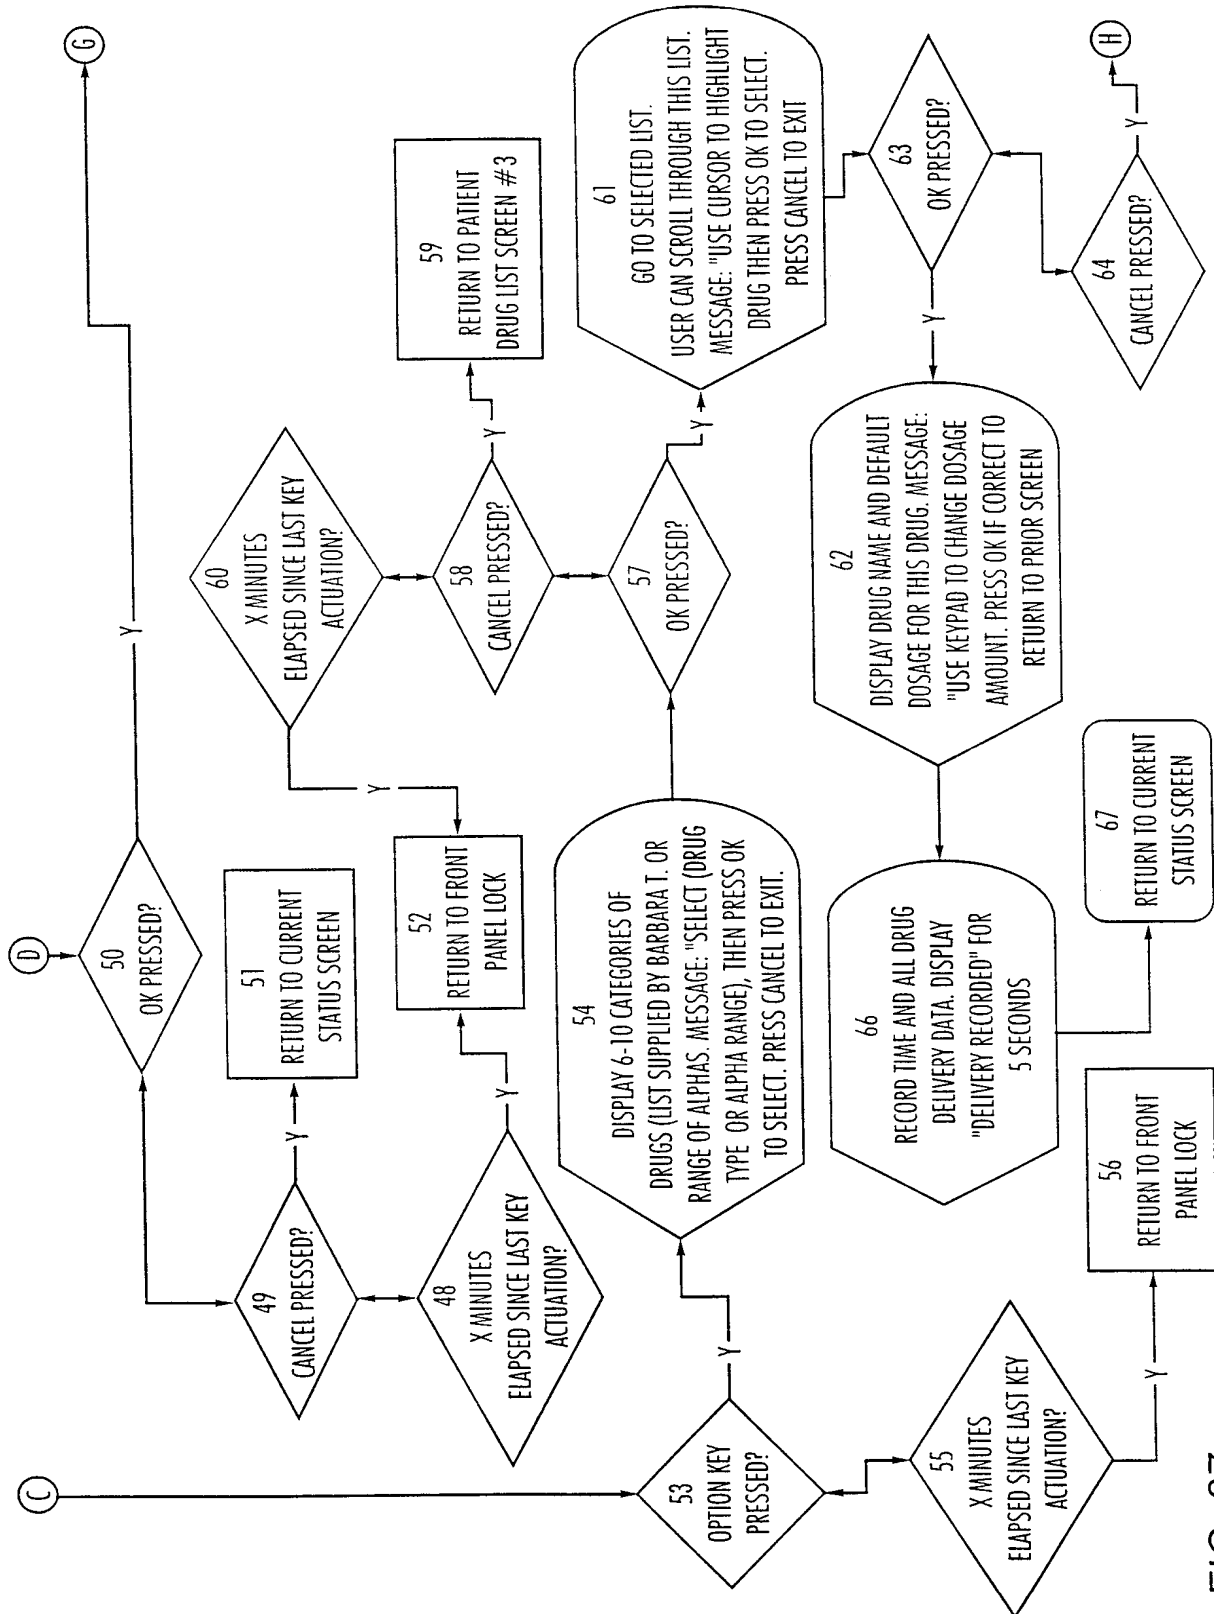 C
D
G
53
OPTION KEY
PRESSED?
Y
55
X MINUTES
ELAPSED SINCE LAST KEY
ACTUATION?
Y
56
RETURN TO FRONT
PANEL LOCK
50
OK PRESSED?
Y
49
CANCEL PRESSED?
Y
51
RETURN TO CURRENT
STATUS SCREEN
48
X MINUTES
ELAPSED SINCE LAST KEY
ACTUATION?
Y
52
RETURN TO FRONT
PANEL LOCK
Y
60
X MINUTES
ELAPSED SINCE LAST KEY
ACTUATION?
58
CANCEL PRESSED?
Y
59
RETURN TO PATIENT
DRUG LIST SCREEN #3
54
DISPLAY 6-10 CATEGORIES OF
DRUGS (LIST SUPPLIED BY BARBARA T. OR
RANGE OF ALPHAS. MESSAGE: "SELECT (DRUG
TYPE OR ALPHA RANGE), THEN PRESS OK
TO SELECT. PRESS CANCEL TO EXIT.
57
OK PRESSED?
Y
61
GO TO SELECTED LIST.
USER CAN SCROLL THROUGH THIS LIST.
MESSAGE: "USE CURSOR TO HIGHLIGHT
DRUG THEN PRESS OK TO SELECT.
PRESS CANCEL TO EXIT
63
OK PRESSED?
Y
62
DISPLAY DRUG NAME AND DEFAULT
DOSAGE FOR THIS DRUG. MESSAGE:
"USE KEYPAD TO CHANGE DOSAGE
AMOUNT. PRESS OK IF CORRECT TO
RETURN TO PRIOR SCREEN
66
RECORD TIME AND ALL DRUG
DELIVERY DATA. DISPLAY
"DELIVERY RECORDED" FOR
5 SECONDS
67
RETURN TO CURRENT
STATUS SCREEN
64
CANCEL PRESSED?
Y
H